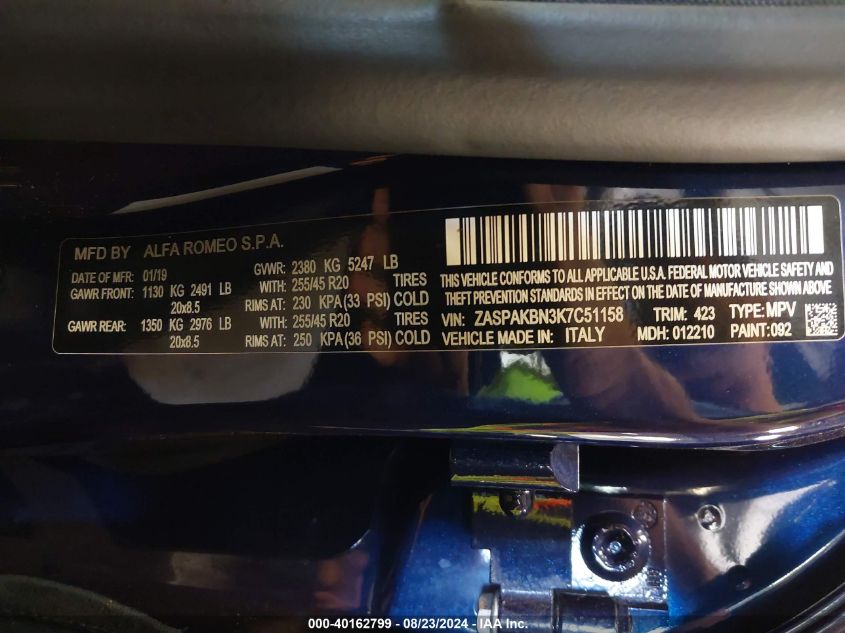 MFD BY ALFA ROMEO S.P.A.
DATE OF MFR: 01/19 GVWR: 2380 KG 5247 LB
GAWR FRONT: 1130 KG 2491 LB WITH: 255/45 R20 TIRES
20x8.5 RIMS AT: 230 KPA (33 PSI) COLD
GAWR REAR: 1350 KG 2976 LB WITH: 255/45 R20 TIRES
20x8.5 RIMS AT: 250 KPA (36 PSI) COLD
THIS VEHICLE CONFORMS TO ALL APPLICABLE U.S.A. FEDERAL MOTOR VEHICLE SAFETY AND
THEFT PREVENTION STANDARDS IN EFFECT ON THE DATE OF MANUFACTURE SHOWN ABOVE
VIN: ZASPAKBN3K7C51158 TRIM: 423 TYPE: MPV
VEHICLE MADE IN: ITALY MDH: 012210 PAINT: 092
000-40162799 - 08/23/2024 - IAA Inc.